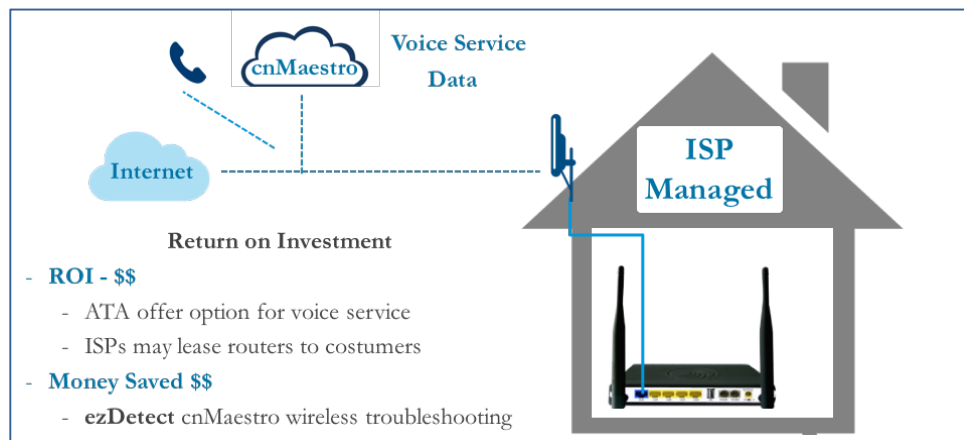 cnMaestro
Voice Service
Data
Internet
ISP
Managed
Return on Investment
- ROI - $$
- ATA offer option for voice service
- ISPs may lease routers to costumers
- Money Saved $$
- ezDetect cnMaestro wireless troubleshooting